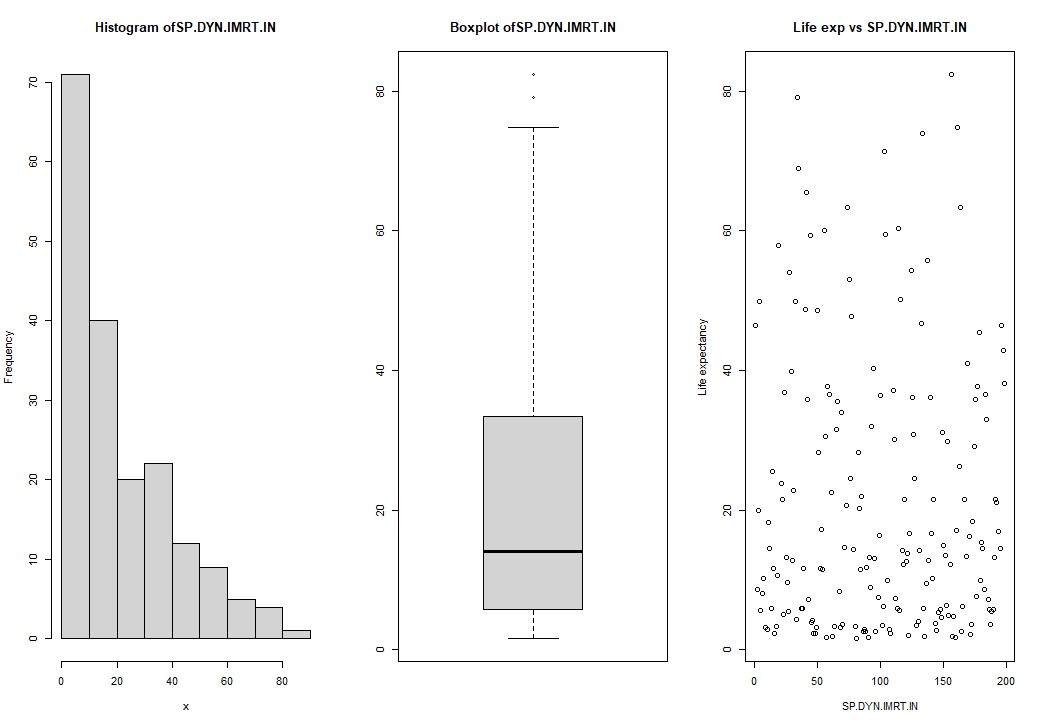 Histogram ofSP.DYN.IMRT.IN
Boxplot ofSP.DYN.IMRT.IN
Life exp vs SP.DYN.IMRT.IN
Frequency
70
60
50
40
30
20
10
0
0 20 40 60 80
x
80
60
40
20
0
Life expectancy
80
60
40
20
0
0 50 100 150 200
SP.DYN.IMRT.IN